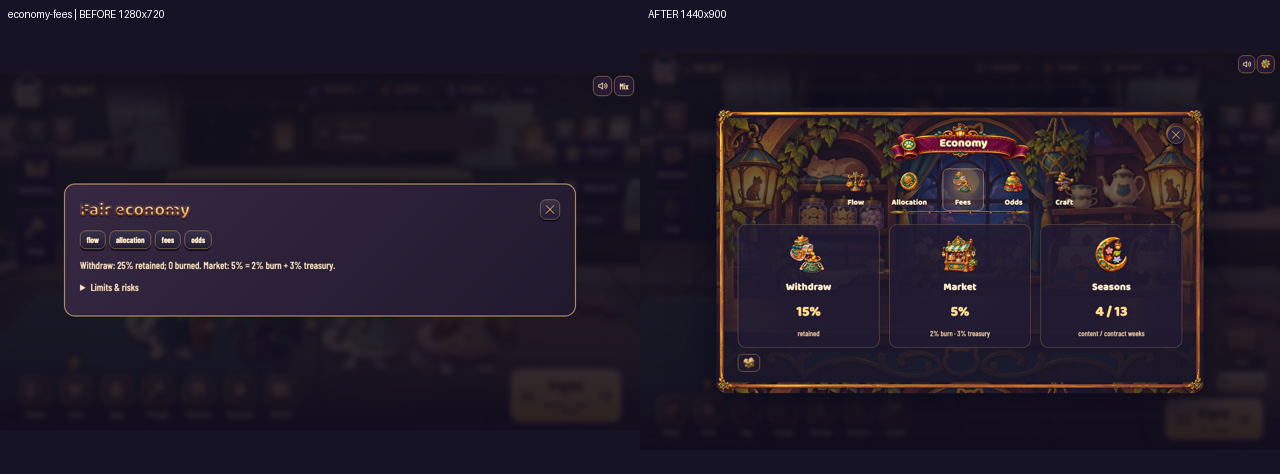 economy-fees | BEFORE 1280x720
AFTER 1440x900
Mix
Fair economy
flow
allocation
fees
odds
Withdraw: 25% retained; 0 burned. Market: 5% = 2% burn + 3% treasury.
Limits & risks
Economy
Flow
Allocation
Fees
Odds
Craft
Withdraw
15%
retained
Market
5%
2% burn · 3% treasury
Seasons
4 / 13
content / contract weeks